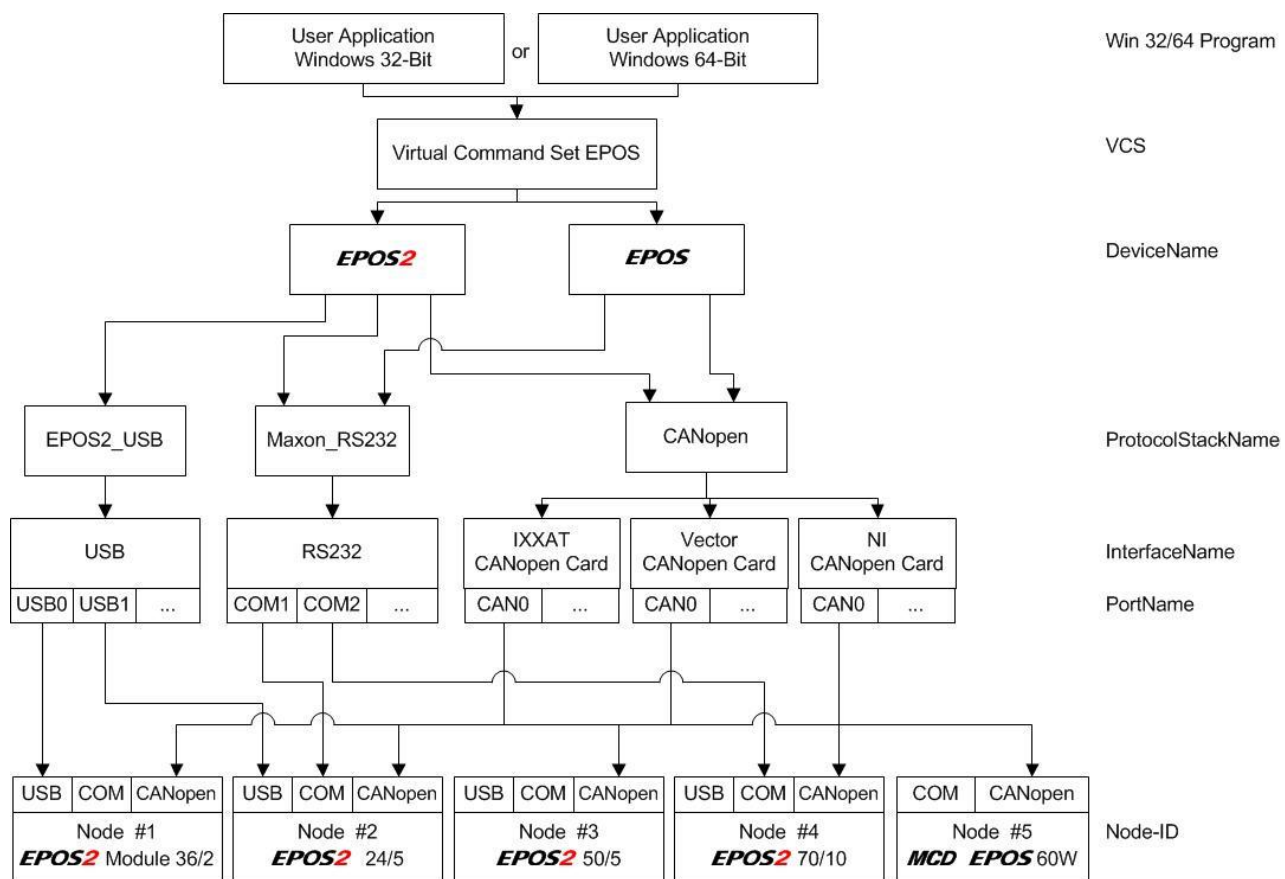 User Application
Windows 32-Bit
or
User Application
Windows 64-Bit
Win 32/64 Program
Virtual Command Set EPOS
VCS
EPOS2
EPOS
DeviceName
EPOS2_USB
Maxon_RS232
CANopen
ProtocolStackName
USB
RS232
IXXAT
CANopen Card
Vector
CANopen Card
NI
CANopen Card
InterfaceName
USB0 USB1 ...
COM1 COM2 ...
CAN0 ...
CAN0 ...
CAN0 ...
PortName
USB COM CANopen
USB COM CANopen
USB COM CANopen
USB COM CANopen
COM CANopen
Node #1
EPOS2 Module 36/2
Node #2
EPOS2 24/5
Node #3
EPOS2 50/5
Node #4
EPOS2 70/10
Node #5
MCD EPOS 60W
Node-ID